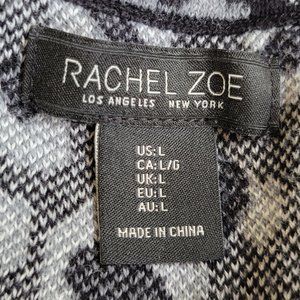 RACHEL ZOE
LOS ANGELES NEW YORK
US: L
CA: L/G
UK: L
EU: L
AU: L
MADE IN CHINA